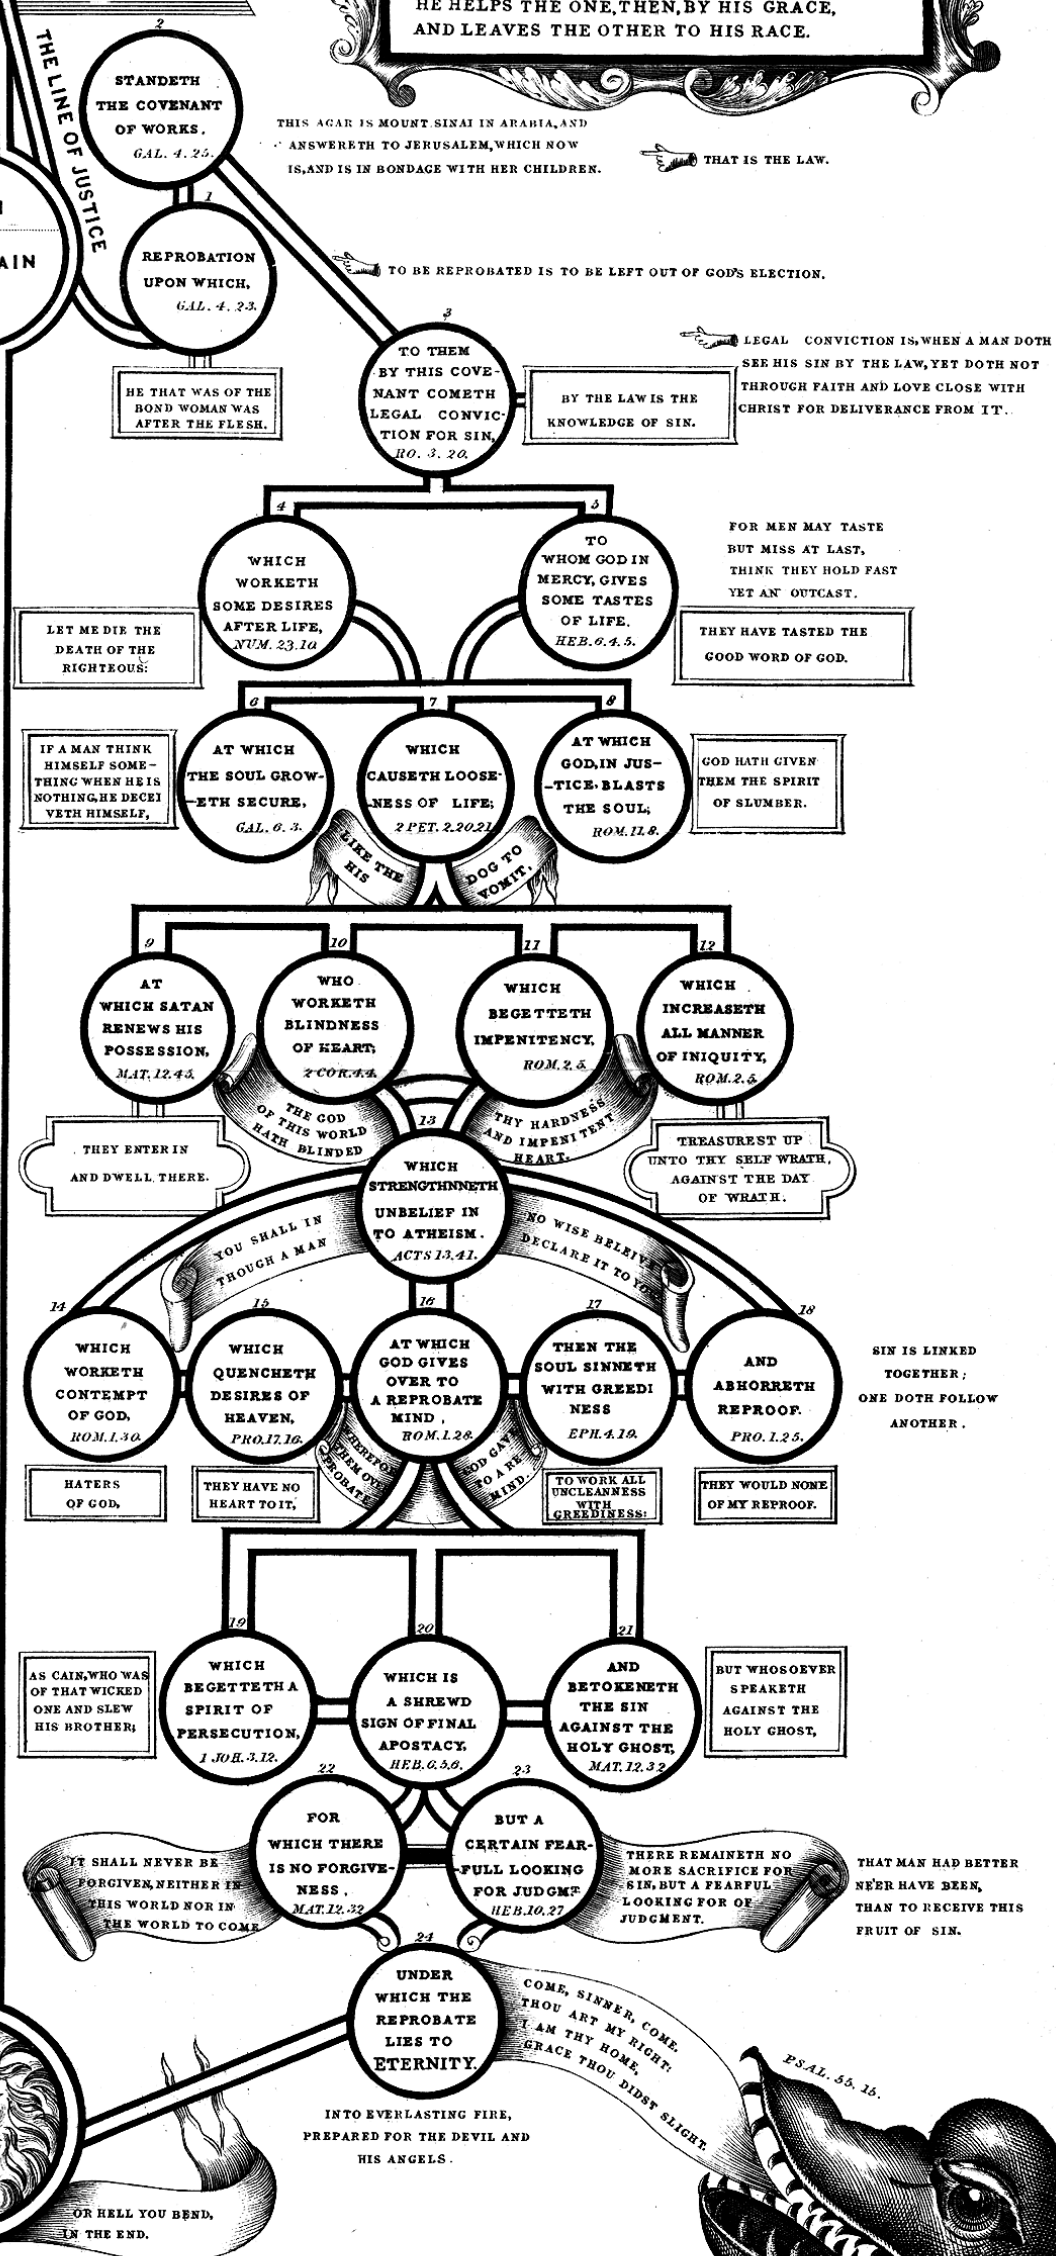 HE HELPS THE ONE, THEN, BY HIS GRACE,
AND LEAVES THE OTHER TO HIS RACE.
THE LINE OF JUSTICE
2
STANDETH
THE COVENANT
OF WORKS.
GAL. 4. 25.
THIS AGAR IS MOUNT SINAI IN ARABIA, AND
ANSWERETH TO JERUSALEM, WHICH NOW
IS, AND IS IN BONDAGE WITH HER CHILDREN.
THAT IS THE LAW.
1
REPROBATION
UPON WHICH,
GAL. 4. 23.
AIN
TO BE REPROBATED IS TO BE LEFT OUT OF GOD'S ELECTION.
HE THAT WAS OF THE
BOND WOMAN WAS
AFTER THE FLESH.
3
TO THEM
BY THIS COVE-
NANT COMETH
LEGAL CONVIC-
TION FOR SIN,
RO. 3. 20.
BY THE LAW IS THE
KNOWLEDGE OF SIN.
LEGAL CONVICTION IS, WHEN A MAN DOTH
SEE HIS SIN BY THE LAW, YET DOTH NOT
THROUGH FAITH AND LOVE CLOSE WITH
CHRIST FOR DELIVERANCE FROM IT.
4
WHICH
WORKETH
SOME DESIRES
AFTER LIFE,
NUM. 23.10
LET ME DIE THE
DEATH OF THE
RIGHTEOUS:
5
TO
WHOM GOD IN
MERCY, GIVES
SOME TASTES
OF LIFE.
HEB. 6. 4. 5.
FOR MEN MAY TASTE
BUT MISS AT LAST,
THINK THEY HOLD FAST
YET AN OUTCAST.
THEY HAVE TASTED THE
GOOD WORD OF GOD.
6
AT WHICH
THE SOUL GROW-
-ETH SECURE,
GAL. 6. 3.
IF A MAN THINK
HIMSELF SOME-
THING WHEN HE IS
NOTHING, HE DECEI
VETH HIMSELF,
7
WHICH
CAUSETH LOOSE-
-NESS OF LIFE;
2 PET. 2.20.21
8
AT WHICH
GOD, IN JUS-
-TICE, BLASTS
THE SOUL;
ROM. 11. 8.
GOD HATH GIVEN
THEM THE SPIRIT
OF SLUMBER.
LIKE THE
HIS
DOG TO
VOMIT.
9
AT
WHICH SATAN
RENEWS HIS
POSSESSION,
MAT. 12. 45.
THEY ENTER IN
AND DWELL THERE.
10
WHO
WORKETH
BLINDNESS
OF HEART;
2 COR. 4.4.
THE GOD
OF THIS WORLD
HATH BLINDED
11
WHICH
BEGETTETH
IMPENITENCY,
ROM. 2. 5.
THY HARDNESS
AND IMPENITENT
HEART.
12
WHICH
INCREASETH
ALL MANNER
OF INIQUITY,
ROM. 2. 5.
TREASUREST UP
UNTO THY SELF WRATH,
AGAINST THE DAY
OF WRATH.
13
WHICH
STRENGTHNNETH
UNBELIEF IN
TO ATHEISM.
ACTS 13. 41.
YOU SHALL IN
THOUGH A MAN
NO WISE BELEIVE
DECLARE IT TO YOU
14
WHICH
WORKETH
CONTEMPT
OF GOD,
ROM. 1. 30.
HATERS
OF GOD,
15
WHICH
QUENCHETH
DESIRES OF
HEAVEN,
PRO. 17. 16.
THEY HAVE NO
HEART TO IT,
16
AT WHICH
GOD GIVES
OVER TO
A REPROBATE
MIND,
ROM. 1. 28.
WHEREFOR
THEM OVE
PROBATE
GOD GAVE
TO A RE
MIND.
17
THEN THE
SOUL SINNETH
WITH GREEDI
NESS
EPH. 4. 19.
TO WORK ALL
UNCLEANNESS
WITH
GREEDINESS:
18
AND
ABHORRETH
REPROOF.
PRO. 1. 25.
THEY WOULD NONE
OF MY REPROOF.
SIN IS LINKED
TOGETHER;
ONE DOTH FOLLOW
ANOTHER.
19
WHICH
BEGETTETH A
SPIRIT OF
PERSECUTION,
1 JOH. 3. 12.
AS CAIN, WHO WAS
OF THAT WICKED
ONE AND SLEW
HIS BROTHER;
20
WHICH IS
A SHREWD
SIGN OF FINAL
APOSTACY,
HEB. 6. 5. 6.
21
AND
BETOKENETH
THE SIN
AGAINST THE
HOLY GHOST,
MAT. 12. 32
BUT WHOSOEVER
SPEAKETH
AGAINST THE
HOLY GHOST,
22
FOR
WHICH THERE
IS NO FORGIVE-
NESS.
MAT. 12. 32
IT SHALL NEVER BE
FORGIVEN, NEITHER IN
THIS WORLD NOR IN
THE WORLD TO COME
23
BUT A
CERTAIN FEAR-
-FULL LOOKING
FOR JUDGMT
HEB. 10. 27
THERE REMAINETH NO
MORE SACRIFICE FOR
SIN, BUT A FEARFUL
LOOKING FOR OF
JUDGMENT.
THAT MAN HAD BETTER
NE'ER HAVE BEEN,
THAN TO RECEIVE THIS
FRUIT OF SIN.
24
UNDER
WHICH THE
REPROBATE
LIES TO
ETERNITY.
COME, SINNER, COME.
THOU ART MY RIGHT:
I AM THY HOME,
GRACE THOU DIDST SLIGHT.
PSAL. 55. 15.
INTO EVERLASTING FIRE,
PREPARED FOR THE DEVIL AND
HIS ANGELS.
OR HELL YOU BEND,
IN THE END.